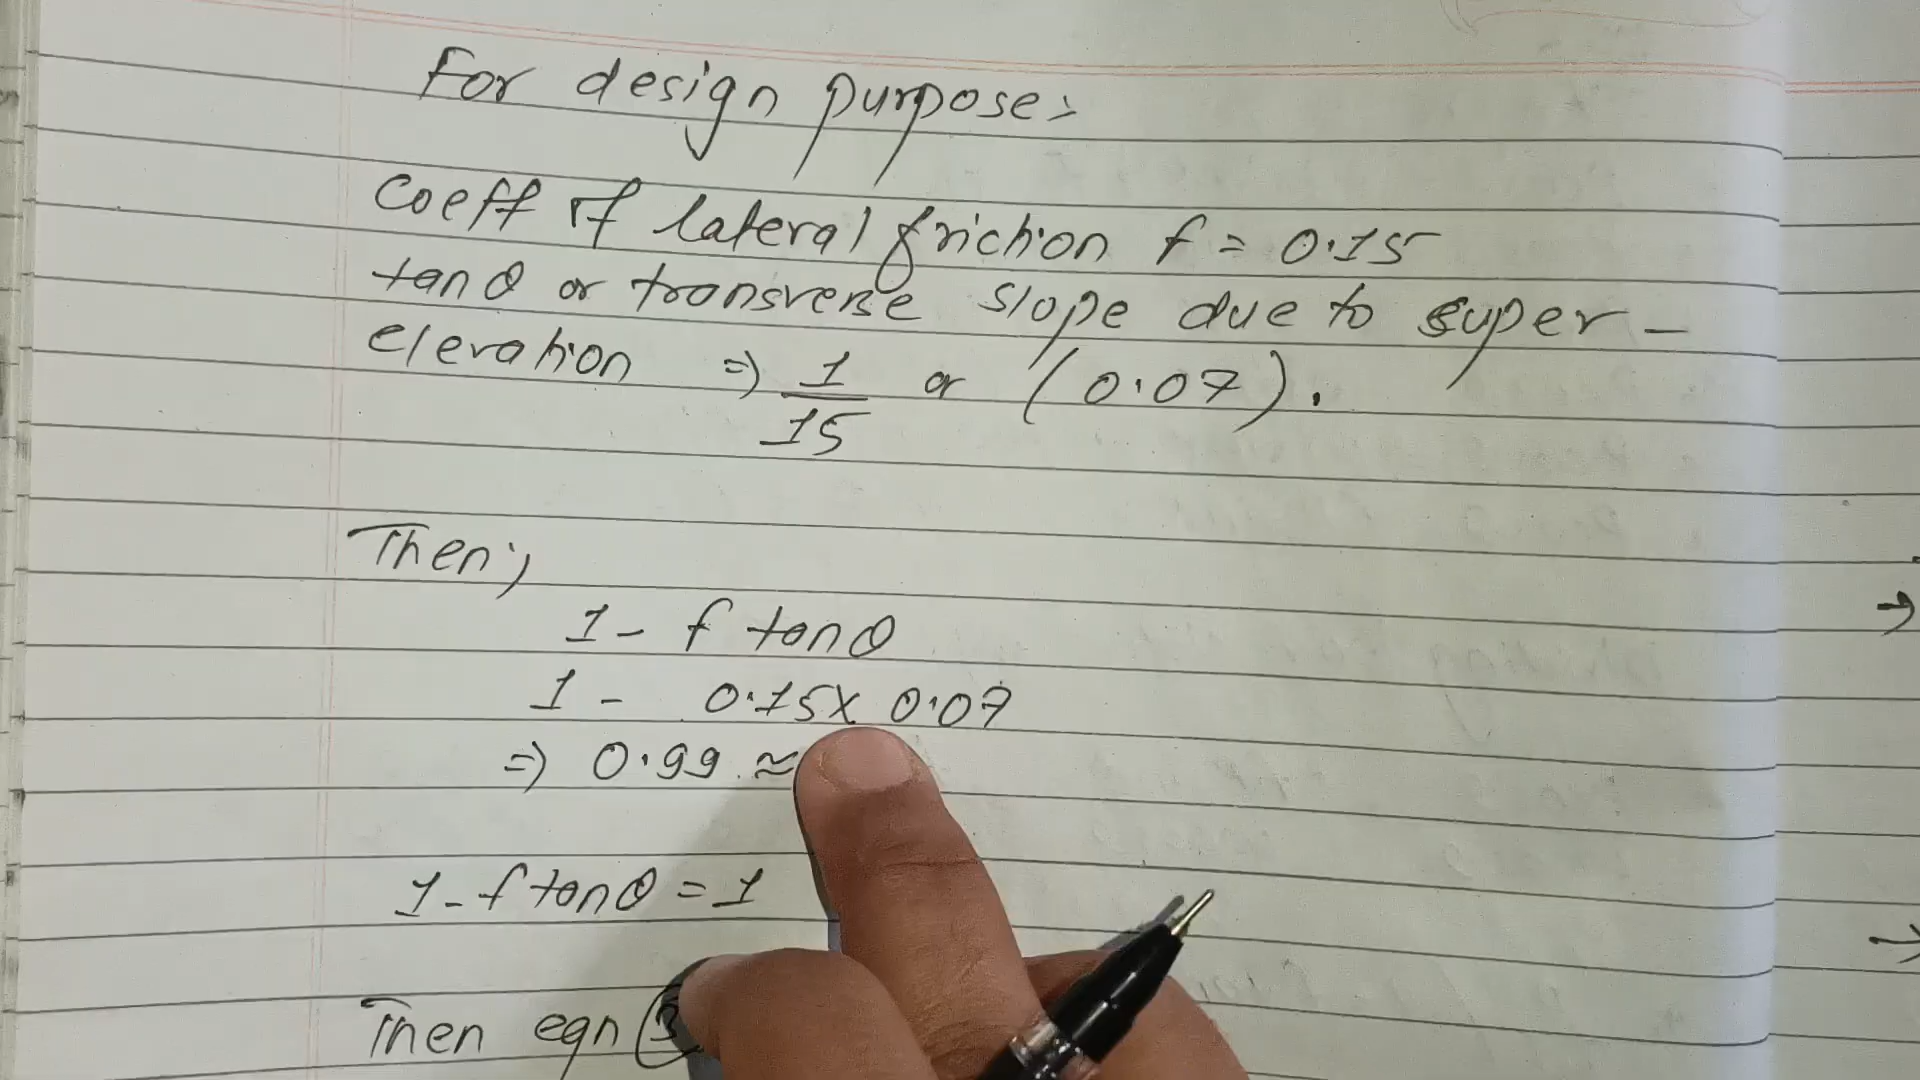 For design purpose:
coeff of lateral friction f = 0.15
tan θ or transverse slope due to super-
elevation => 1/15 or (0.07).
Then;
1 - f tan θ
1 - 0.15 x 0.07
=> 0.99 ≈
1 - f tan θ = 1
Then eqn 3